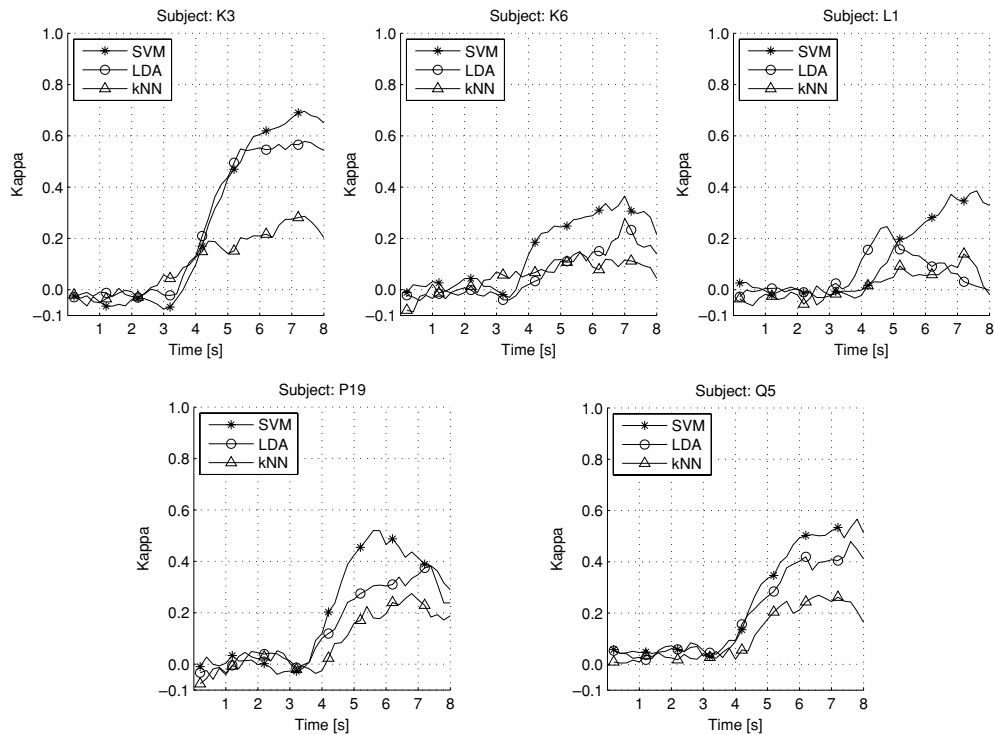 Subject: K3
Kappa
1.0
0.8
0.6
0.4
0.2
0.0
−0.1
SVM
LDA
kNN
1 2 3 4 5 6 7 8
Time [s]
Subject: K6
Kappa
1.0
0.8
0.6
0.4
0.2
0.0
−0.1
SVM
LDA
kNN
1 2 3 4 5 6 7 8
Time [s]
Subject: L1
Kappa
1.0
0.8
0.6
0.4
0.2
0.0
−0.1
SVM
LDA
kNN
1 2 3 4 5 6 7 8
Time [s]
Subject: P19
Kappa
1.0
0.8
0.6
0.4
0.2
0.0
−0.1
SVM
LDA
kNN
1 2 3 4 5 6 7 8
Time [s]
Subject: Q5
Kappa
1.0
0.8
0.6
0.4
0.2
0.0
−0.1
SVM
LDA
kNN
1 2 3 4 5 6 7 8
Time [s]